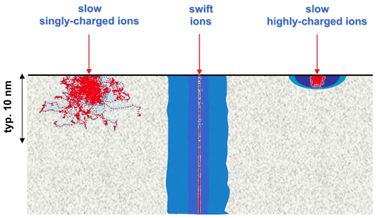 slow
singly-charged ions
swift
ions
slow
highly-charged ions
typ. 10 nm